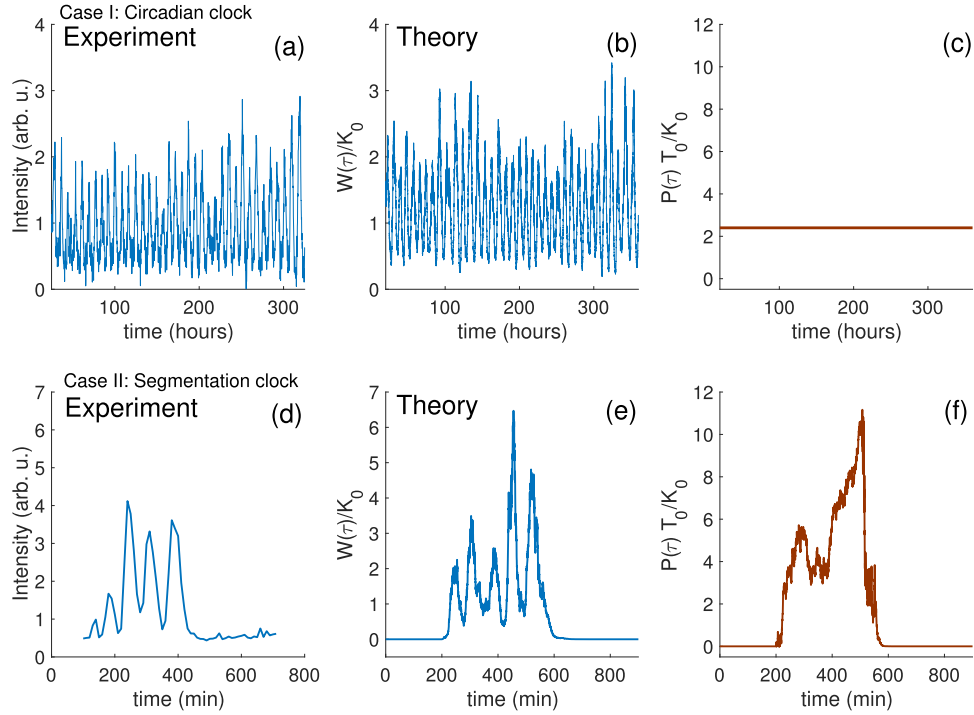 Case I: Circadian clock
Experiment
(a)
4
3
2
1
0
Intensity (arb. u.)
100
200
300
time (hours)
Theory
(b)
4
3
2
1
0
W(τ)/K₀
100
200
300
time (hours)
(c)
12
10
8
6
4
2
0
P(τ) T₀/K₀
100
200
300
time (hours)
Case II: Segmentation clock
Experiment
(d)
7
6
5
4
3
2
1
0
Intensity (arb. u.)
0
200
400
600
800
time (min)
Theory
(e)
7
6
5
4
3
2
1
0
W(τ)/K₀
0
200
400
600
800
time (min)
(f)
12
10
8
6
4
2
0
P(τ) T₀/K₀
0
200
400
600
800
time (min)